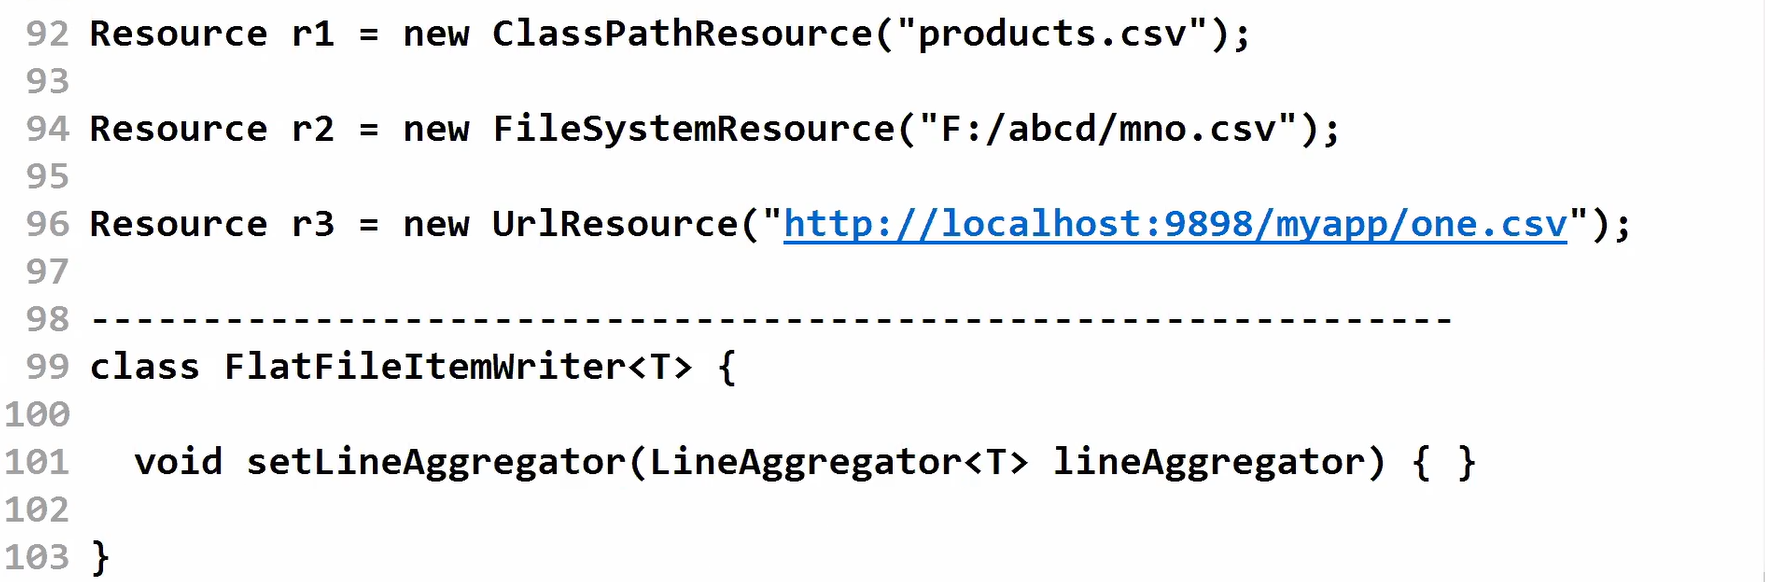 92 Resource r1 = new ClassPathResource("products.csv");
93
94 Resource r2 = new FileSystemResource("F:/abcd/mno.csv");
95
96 Resource r3 = new UrlResource("http://localhost:9898/myapp/one.csv");
97
98 -------------------------------------------------------------
99 class FlatFileItemWriter<T> {
100
101   void setLineAggregator(LineAggregator<T> lineAggregator) { }
102
103 }